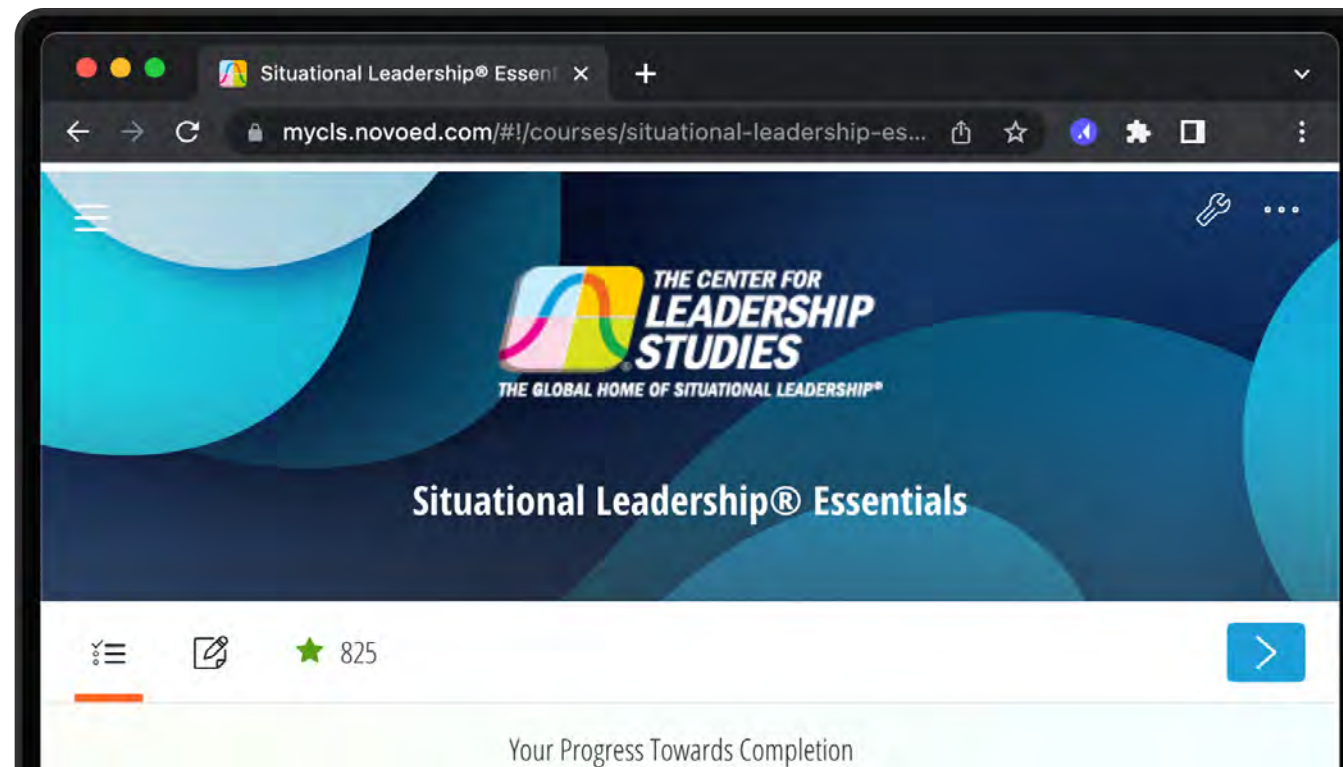 Situational Leadership® Essent
mycls.novoed.com/#!/courses/situational-leadership-es...
THE CENTER FOR
LEADERSHIP
STUDIES
THE GLOBAL HOME OF SITUATIONAL LEADERSHIP®
Situational Leadership® Essentials
825
Your Progress Towards Completion